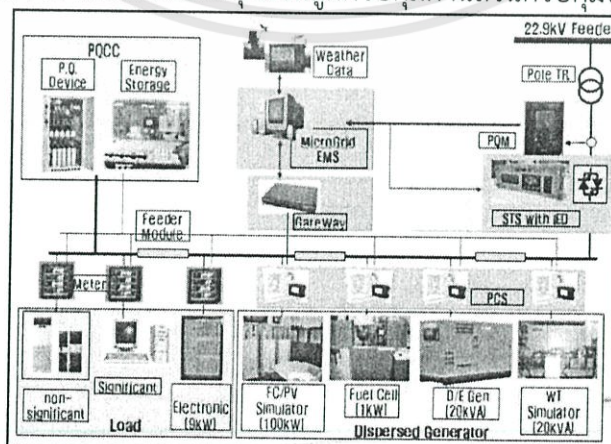 PQCC
P.Q.
Device
Energy
Storage
Weather
Data
MicroGrid
EMS
GateWay
22.9kV Feeder
Pole TR.
PQM
STS with IED
Feeder
Module
Meter
PCS
non-
significant
Significant
Electronic
(9kW)
Load
FC/PV
Simulator
(100kW)
Fuel Cell
(1kW)
D/E Gen
(20kVA)
WT
Simulator
(20kVA)
Dispersed Generator